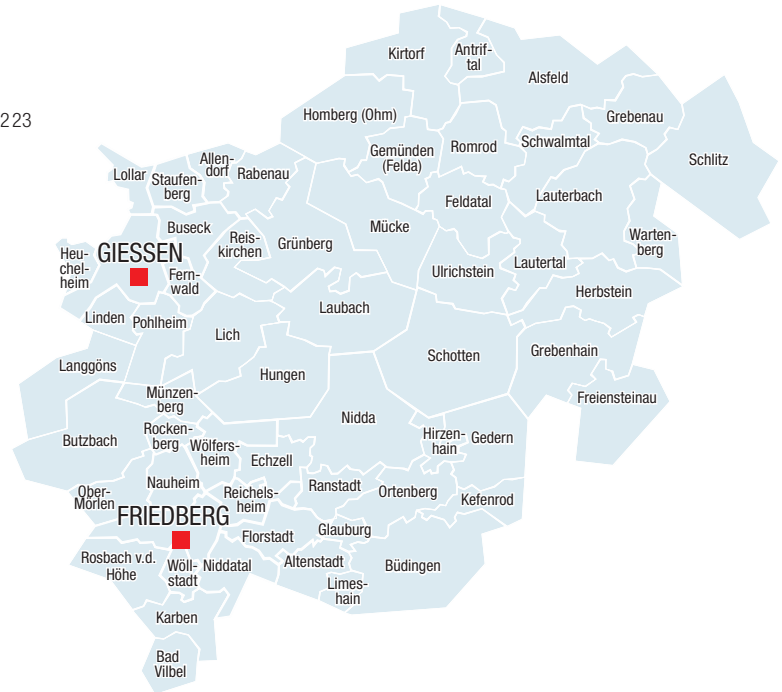 Kirtorf
Antrif-
tal
Alsfeld
223
Homberg (Ohm)
Grebenau
Gemünden
(Felda)
Romrod
Schwalmtal
Schlitz
Lollar
Staufen-
berg
Allen-
dorf
Rabenau
Feldatal
Lauterbach
Buseck
Reis-
kirchen
Grünberg
Mücke
Warten-
berg
Heu-
chel-
heim
GIESSEN
Fern-
wald
Ulrichstein
Lautertal
Herbstein
Linden
Pohlheim
Lich
Laubach
Schotten
Grebenhain
Langgöns
Hungen
Freiensteinau
Münzen-
berg
Nidda
Butzbach
Rocken-
berg
Wölfers-
heim
Echzell
Hirzen-
hain
Gedern
Ober-
Mörlen
Nauheim
Reichels-
heim
Ranstadt
Ortenberg
Kefenrod
FRIEDBERG
Florstadt
Glauburg
Rosbach v.d.
Höhe
Wöll-
stadt
Niddatal
Altenstadt
Limes-
hain
Büdingen
Karben
Bad
Vilbel